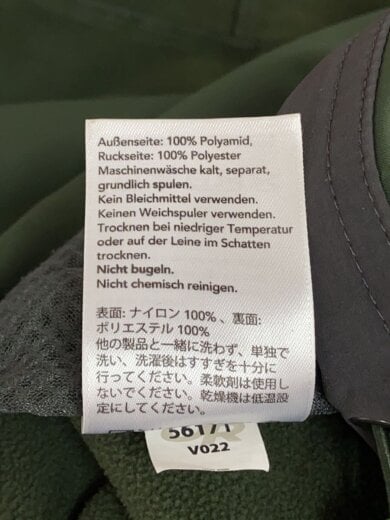 Außenseite: 100% Polyamid,
Ruckseite: 100% Polyester
Maschinenwäsche kalt, separat,
grundlich spulen.
Kein Bleichmittel verwenden.
Keinen Weichspuler verwenden.
Trocknen bei niedriger Temperatur
oder auf der Leine im Schatten
trocknen.
Nicht bugeln.
Nicht chemisch reinigen.
表面: ナイロン 100% 、裏面:
ポリエステル 100%
他の製品と一緒に洗わず、単独で
洗い、洗濯後はすすぎを十分に
行ってください。柔軟剤は使用し
ないでください。乾燥機は低温設
定にしてください。
56171
V022